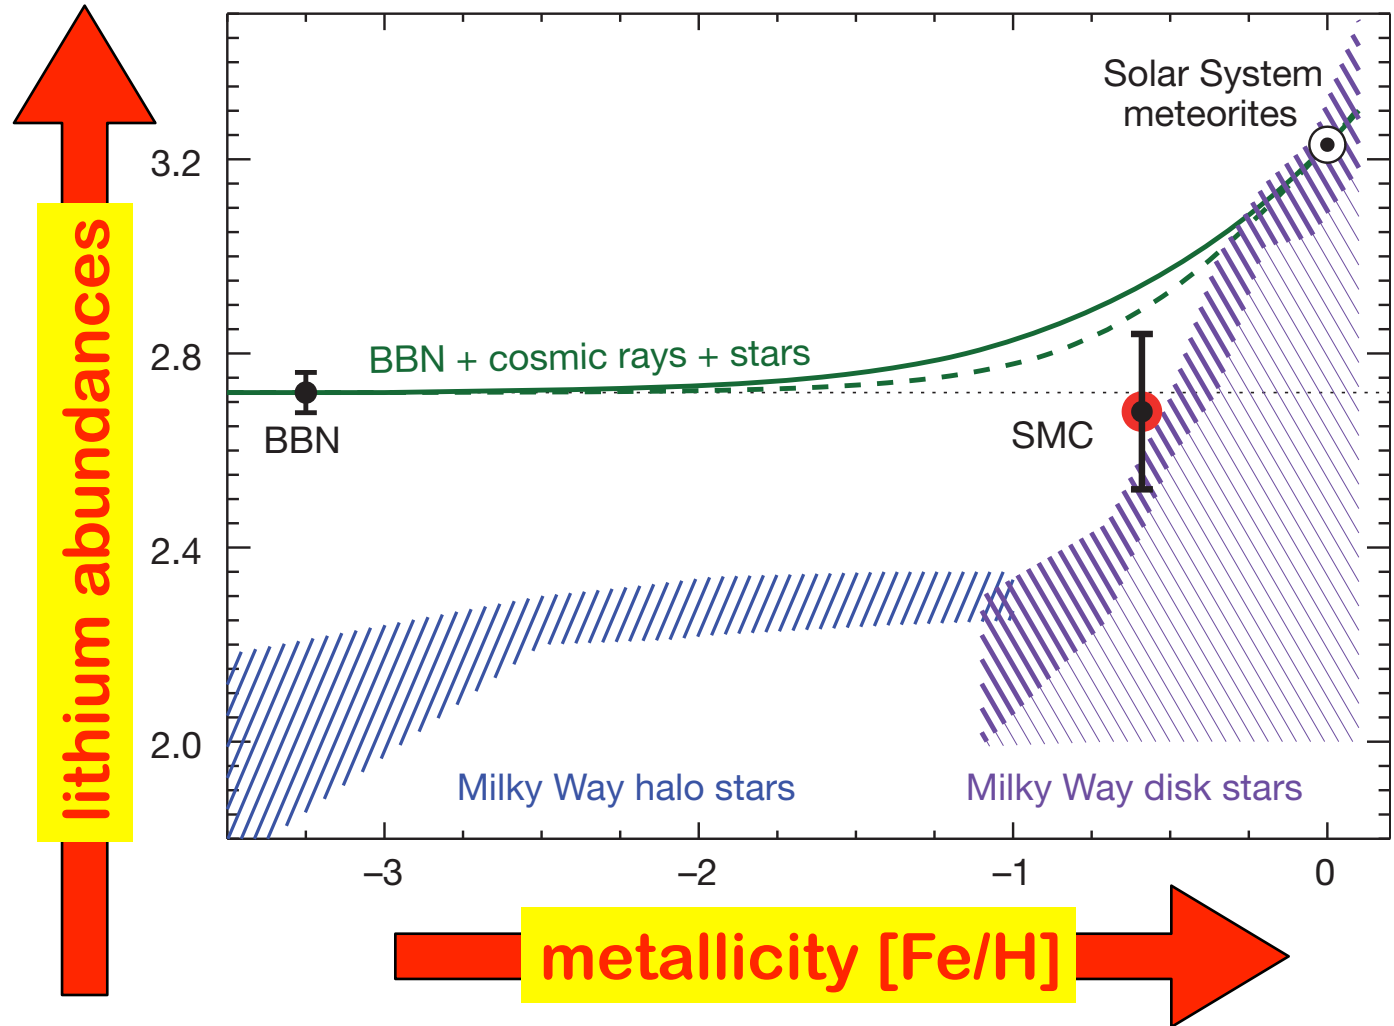 Solar System
meteorites
3.2
2.8
2.4
2.0
lithium abundances
BBN + cosmic rays + stars
BBN
SMC
Milky Way halo stars
Milky Way disk stars
–3
–2
–1
0
metallicity [Fe/H]